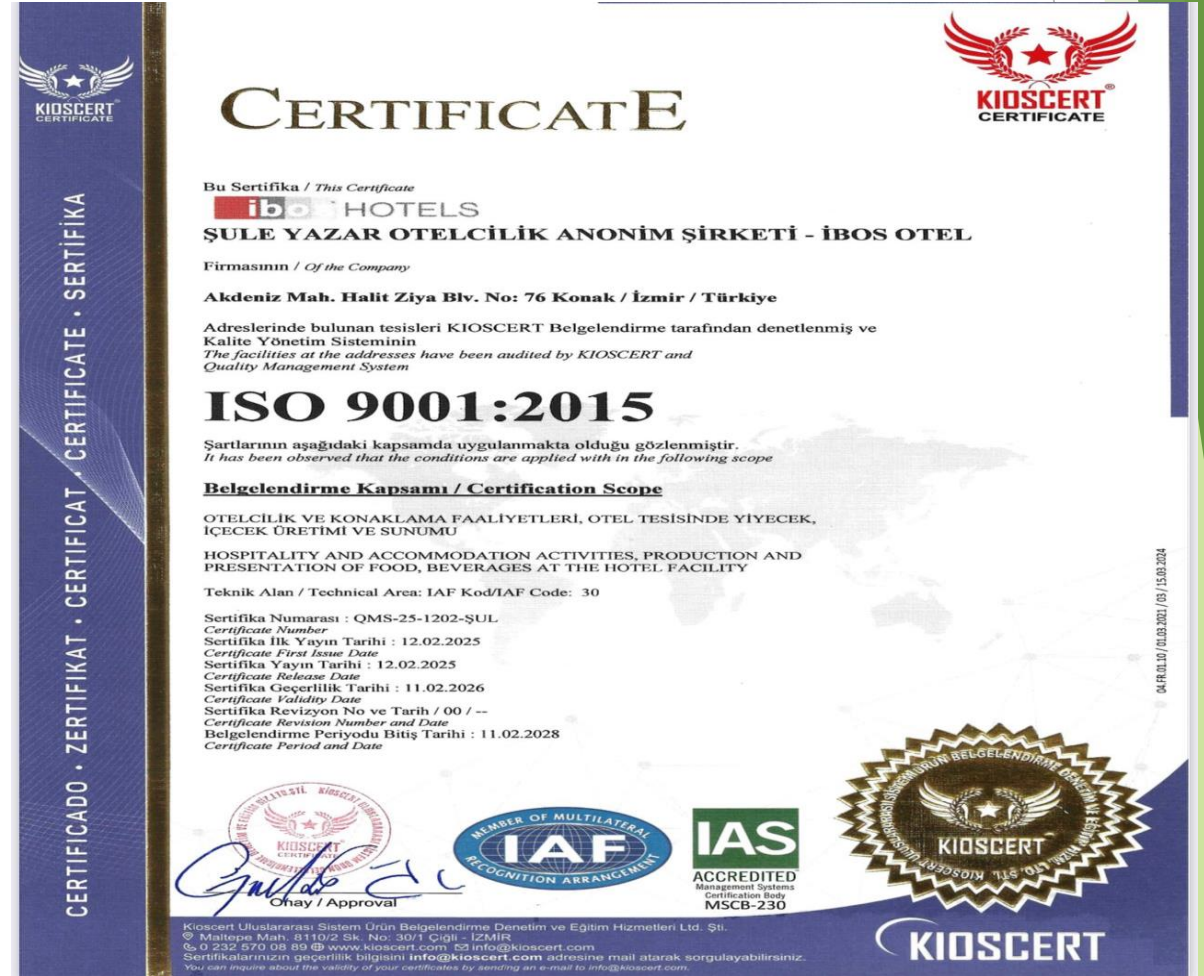 KIOSCERT®
CERTIFICATE
CERTIFICADO • ZERTIFIKAT • CERTIFICAT • CERTIFICATE • SERTİFİKA
KIOSCERT®
CERTIFICATE
CERTIFICATE
Bu Sertifika / This Certificate
ibos HOTELS
ŞULE YAZAR OTELCİLİK ANONİM ŞİRKETİ - İBOS OTEL
Firmasının / Of the Company
Akdeniz Mah. Halit Ziya Blv. No: 76 Konak / İzmir / Türkiye
Adreslerinde bulunan tesisleri KIOSCERT Belgelendirme tarafından denetlenmiş ve
Kalite Yönetim Sisteminin
The facilities at the addresses have been audited by KIOSCERT and
Quality Management System
ISO 9001:2015
Şartlarının aşağıdaki kapsamda uygulanmakta olduğu gözlenmiştir.
It has been observed that the conditions are applied with in the following scope
Belgelendirme Kapsamı / Certification Scope
OTELCİLİK VE KONAKLAMA FAALİYETLERİ, OTEL TESİSİNDE YİYECEK,
İÇECEK ÜRETİMİ VE SUNUMU
HOSPITALITY AND ACCOMMODATION ACTIVITIES, PRODUCTION AND
PRESENTATION OF FOOD, BEVERAGES AT THE HOTEL FACILITY
Teknik Alan / Technical Area: IAF Kod/IAF Code: 30
Sertifika Numarası : QMS-25-1202-ŞUL
Certificate Number
Sertifika İlk Yayın Tarihi : 12.02.2025
Certificate First Issue Date
Sertifika Yayın Tarihi : 12.02.2025
Certificate Release Date
Sertifika Geçerlilik Tarihi : 11.02.2026
Certificate Validity Date
Sertifika Revizyon No ve Tarih / 00 / --
Certificate Revision Number and Date
Belgelendirme Periyodu Bitiş Tarihi : 11.02.2028
Certificate Period and Date
04.FR.01.10 / 01.03.2021 / 03 / 15.03.2024
KIOSCERT
CERTIFICATE
Onay / Approval
MEMBER OF MULTILATERAL
IAF
RECOGNITION ARRANGEMENT
IAS
ACCREDITED
Management Systems
Certification Body
MSCB-230
KIOSCERT
Kioscert Uluslararası Sistem Ürün Belgelendirme Denetim ve Eğitim Hizmetleri Ltd. Şti.
Maltepe Mah. 8110/2 Sk. No: 30/1 Çiğli - İZMİR
0 232 570 08 89 www.kioscert.com info@kioscert.com
Sertifikalarınızın geçerlilik bilgisini info@kioscert.com adresine mail atarak sorgulayabilirsiniz.
You can inquire about the validity of your certificates by sending an e-mail to info@kioscert.com.
KIOSCERT